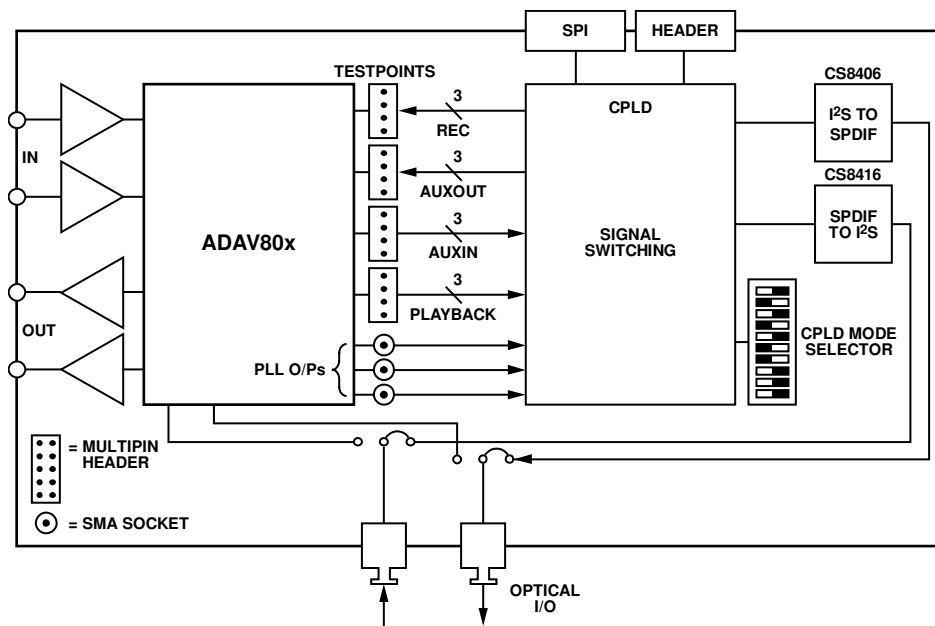 SPI
HEADER
TESTPOINTS
CS8406
3
REC
CPLD
I²S TO
SPDIF
IN
3
AUXOUT
CS8416
ADAV80x
3
AUXIN
SIGNAL
SWITCHING
SPDIF
TO I²S
3
PLAYBACK
OUT
PLL O/Ps
CPLD MODE
SELECTOR
= MULTIPIN
HEADER
= SMA SOCKET
OPTICAL
I/O